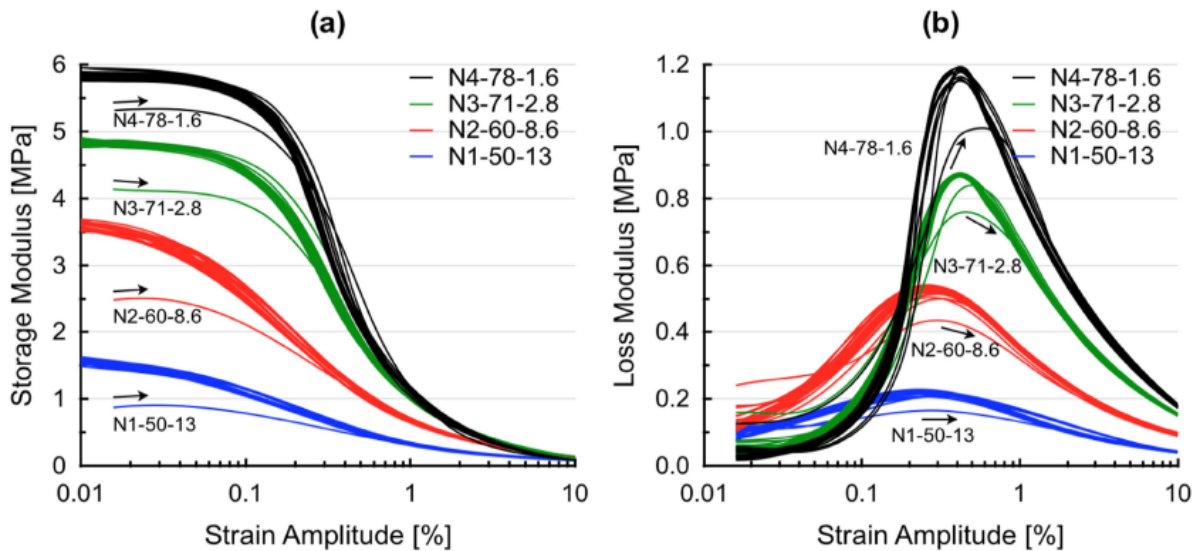 (a)
Storage Modulus [MPa]
6
5
4
3
2
1
0
N4-78-1.6
N3-71-2.8
N2-60-8.6
N1-50-13
N4-78-1.6
N3-71-2.8
N2-60-8.6
N1-50-13
0.01
0.1
1
10
Strain Amplitude [%]
(b)
Loss Modulus [MPa]
1.2
1.0
0.8
0.6
0.4
0.2
0.0
N4-78-1.6
N3-71-2.8
N2-60-8.6
N1-50-13
N4-78-1.6
N3-71-2.8
N2-60-8.6
N1-50-13
0.01
0.1
1
10
Strain Amplitude [%]